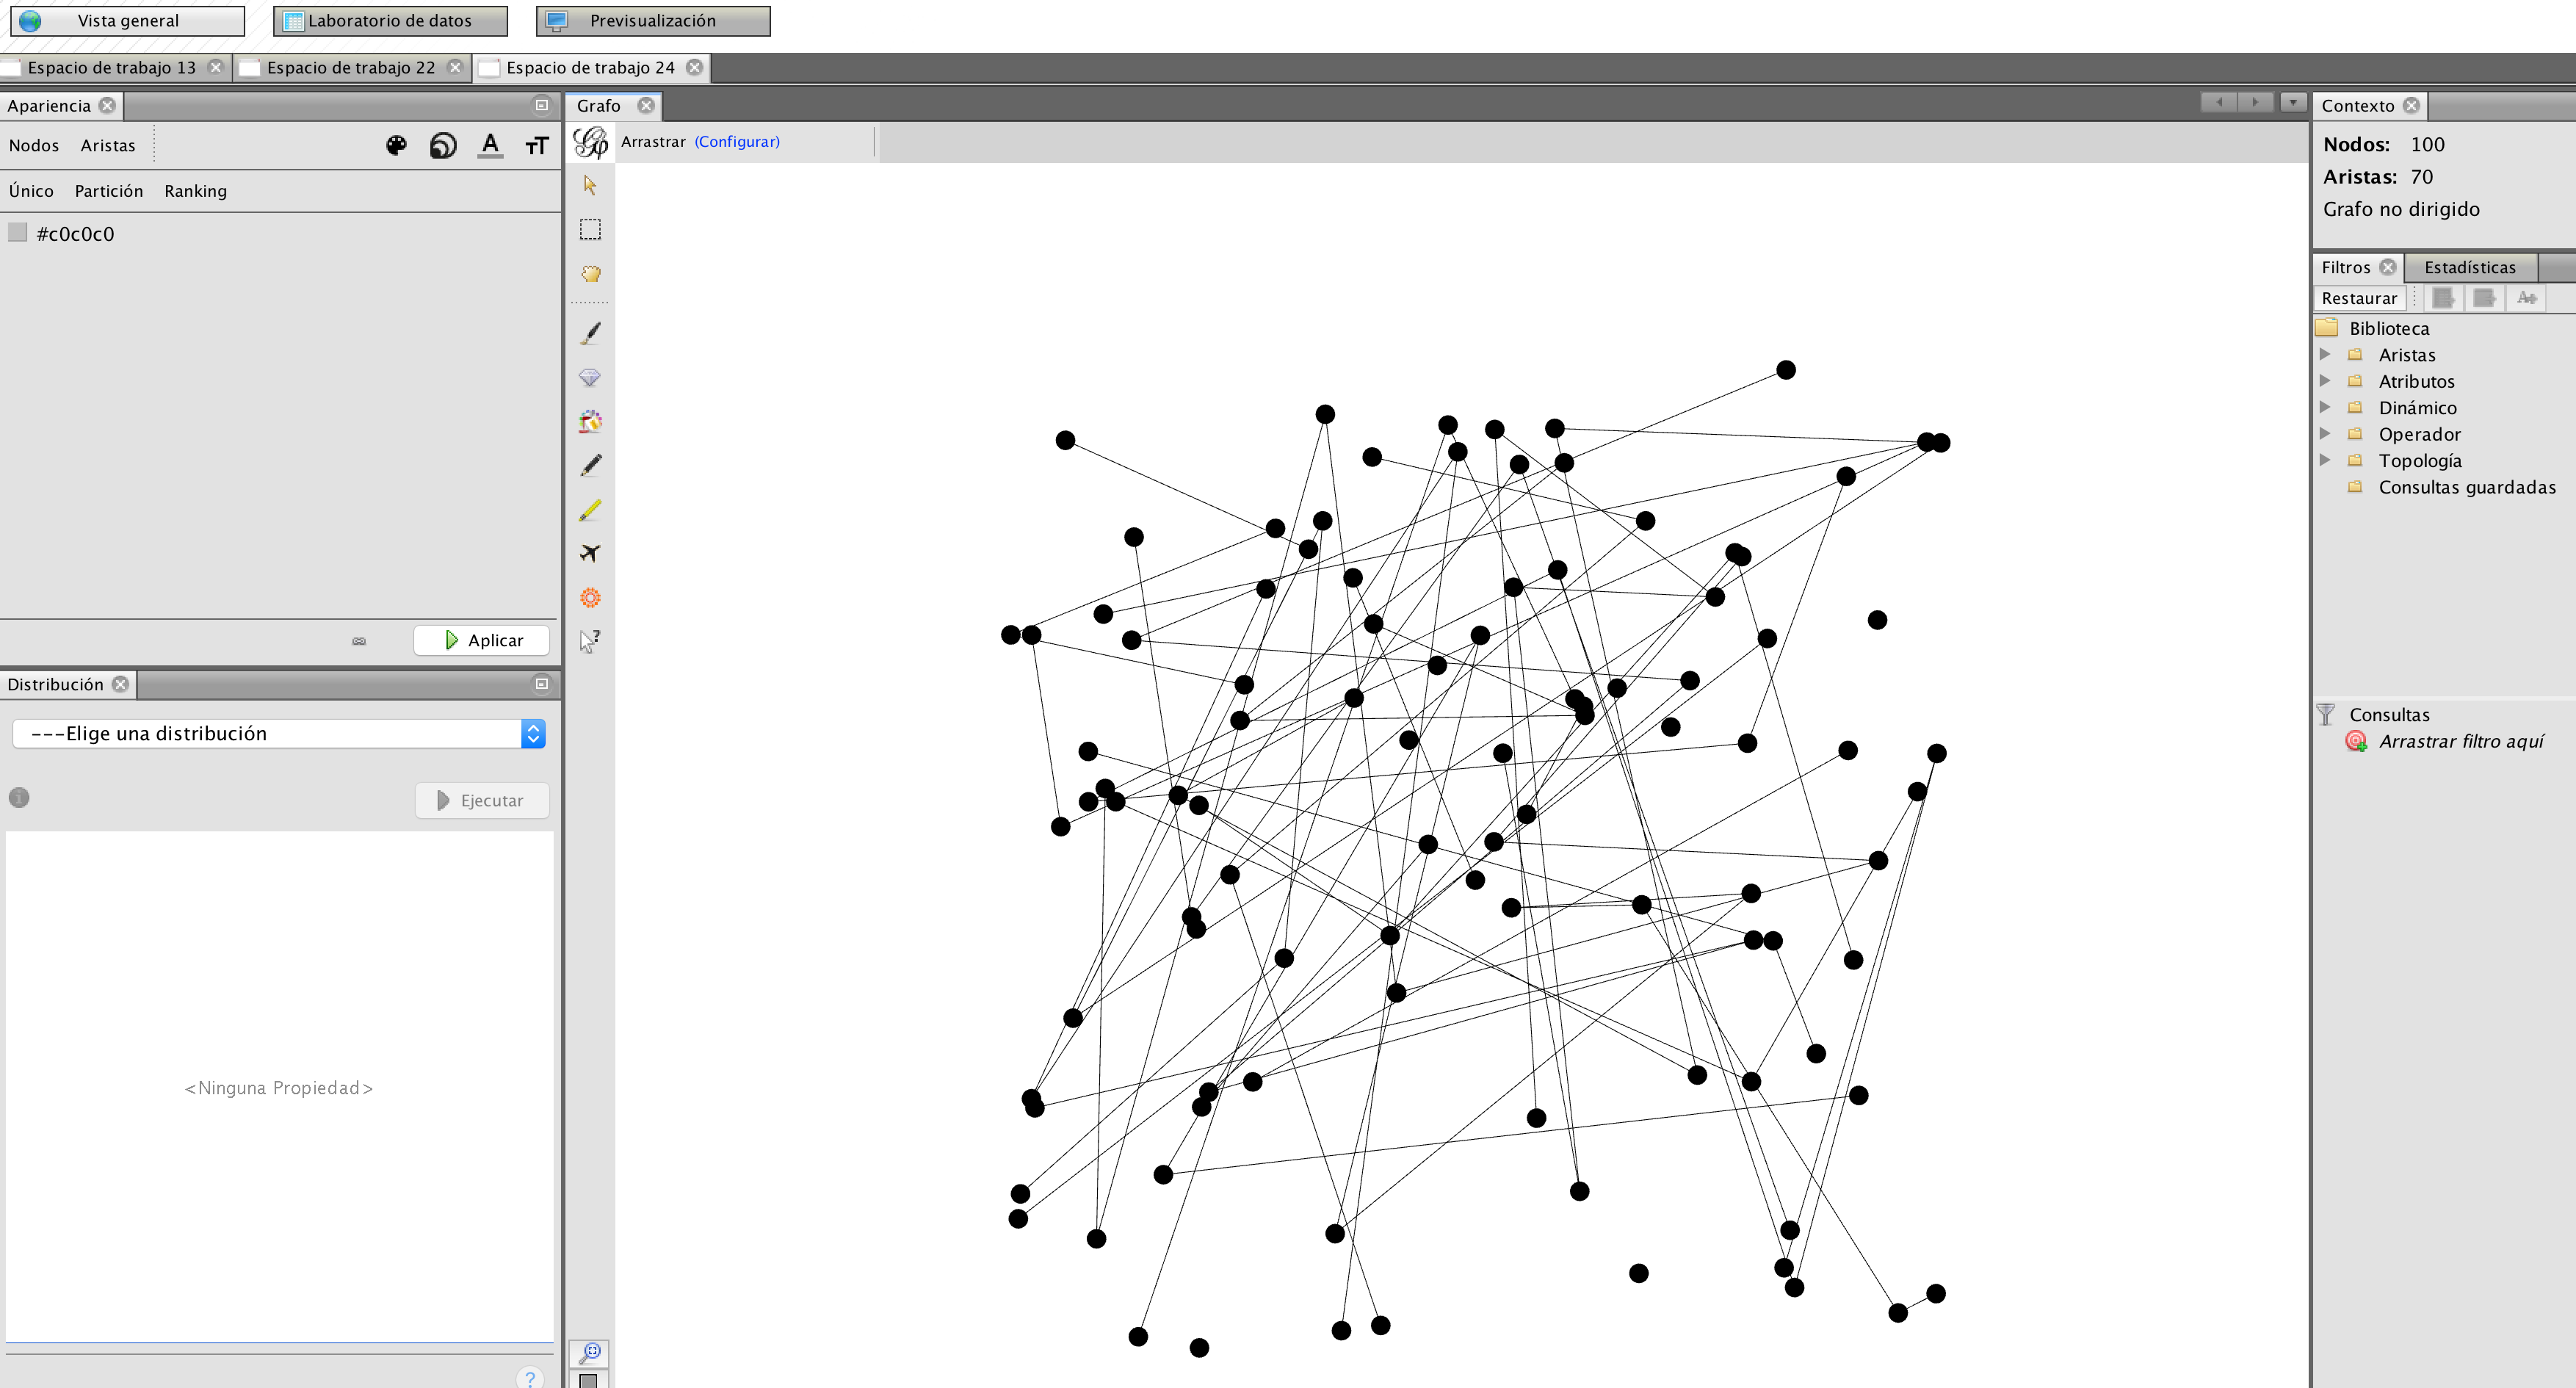 Vista general
Laboratorio de datos
Previsualización
Espacio de trabajo 13
Espacio de trabajo 22
Espacio de trabajo 24
Apariencia
Nodos Aristas
Único Partición Ranking
#c0c0c0
Aplicar
Distribución
---Elige una distribución
Ejecutar
<Ninguna Propiedad>
Grafo
Arrastrar (Configurar)
Contexto
Nodos: 100
Aristas: 70
Grafo no dirigido
Filtros Estadísticas
Restaurar
Biblioteca
Aristas
Atributos
Dinámico
Operador
Topología
Consultas guardadas
Consultas
Arrastrar filtro aquí